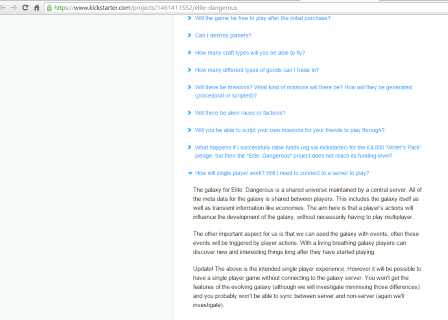 https://www.kickstarter.com/projects/1461411552/elite-dangerous
Will the game be free to play after the initial purchase?
Can I destroy planets?
How many craft types will you be able to fly?
How many different types of goods can I trade in?
Will there be missions? What kind of missions will there be? How will they be generated
(procedural or scripted)?
Will there be alien races or factions?
Will you be able to script your own missions for your friends to play through?
What happens if I successfully raise funds (eg via Kickstarter) for the £4,500 'Writer's Pack'
pledge, but then the "Elite: Dangerous" project does not reach its funding level?
How will single player work? Will I need to connect to a server to play?
The galaxy for Elite: Dangerous is a shared universe maintained by a central server. All of
the meta data for the galaxy is shared between players. This includes the galaxy itself as
well as transient information like economies. The aim here is that a player's actions will
influence the development of the galaxy, without necessarily having to play multiplayer.
The other important aspect for us is that we can seed the galaxy with events, often these
events will be triggered by player actions. With a living breathing galaxy players can
discover new and interesting things long after they have started playing.
Update! The above is the intended single player experience. However it will be possible to
have a single player game without connecting to the galaxy server. You won't get the
features of the evolving galaxy (although we will investigate minimising those differences)
and you probably won't be able to sync between server and non-server (again we'll
investigate).